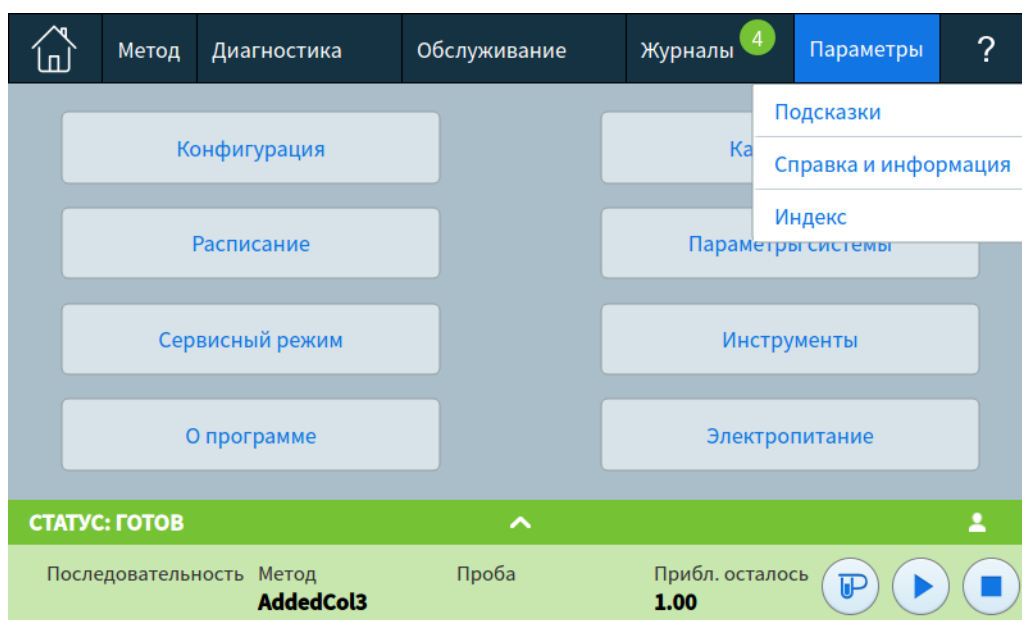 Метод Диагностика Обслуживание Журналы 4 Параметры ?
Подсказки
Конфигурация
Справка и информация
Индекс
Расписание
Параметры системы
Сервисный режим Инструменты
О программе Электропитание
СТАТУС: ГОТОВ
Последовательность Метод Проба Прибл. осталось
AddedCol3 1.00